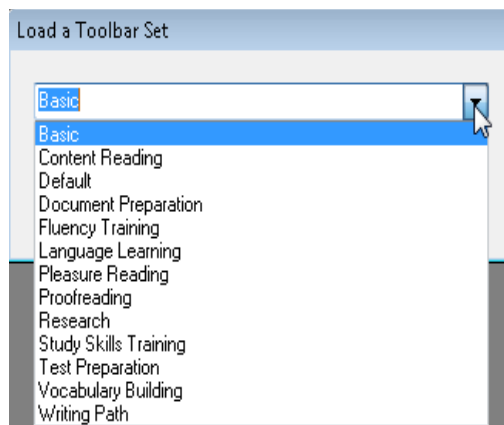 Load a Toolbar Set
Basic
Basic
Content Reading
Default
Document Preparation
Fluency Training
Language Learning
Pleasure Reading
Proofreading
Research
Study Skills Training
Test Preparation
Vocabulary Building
Writing Path